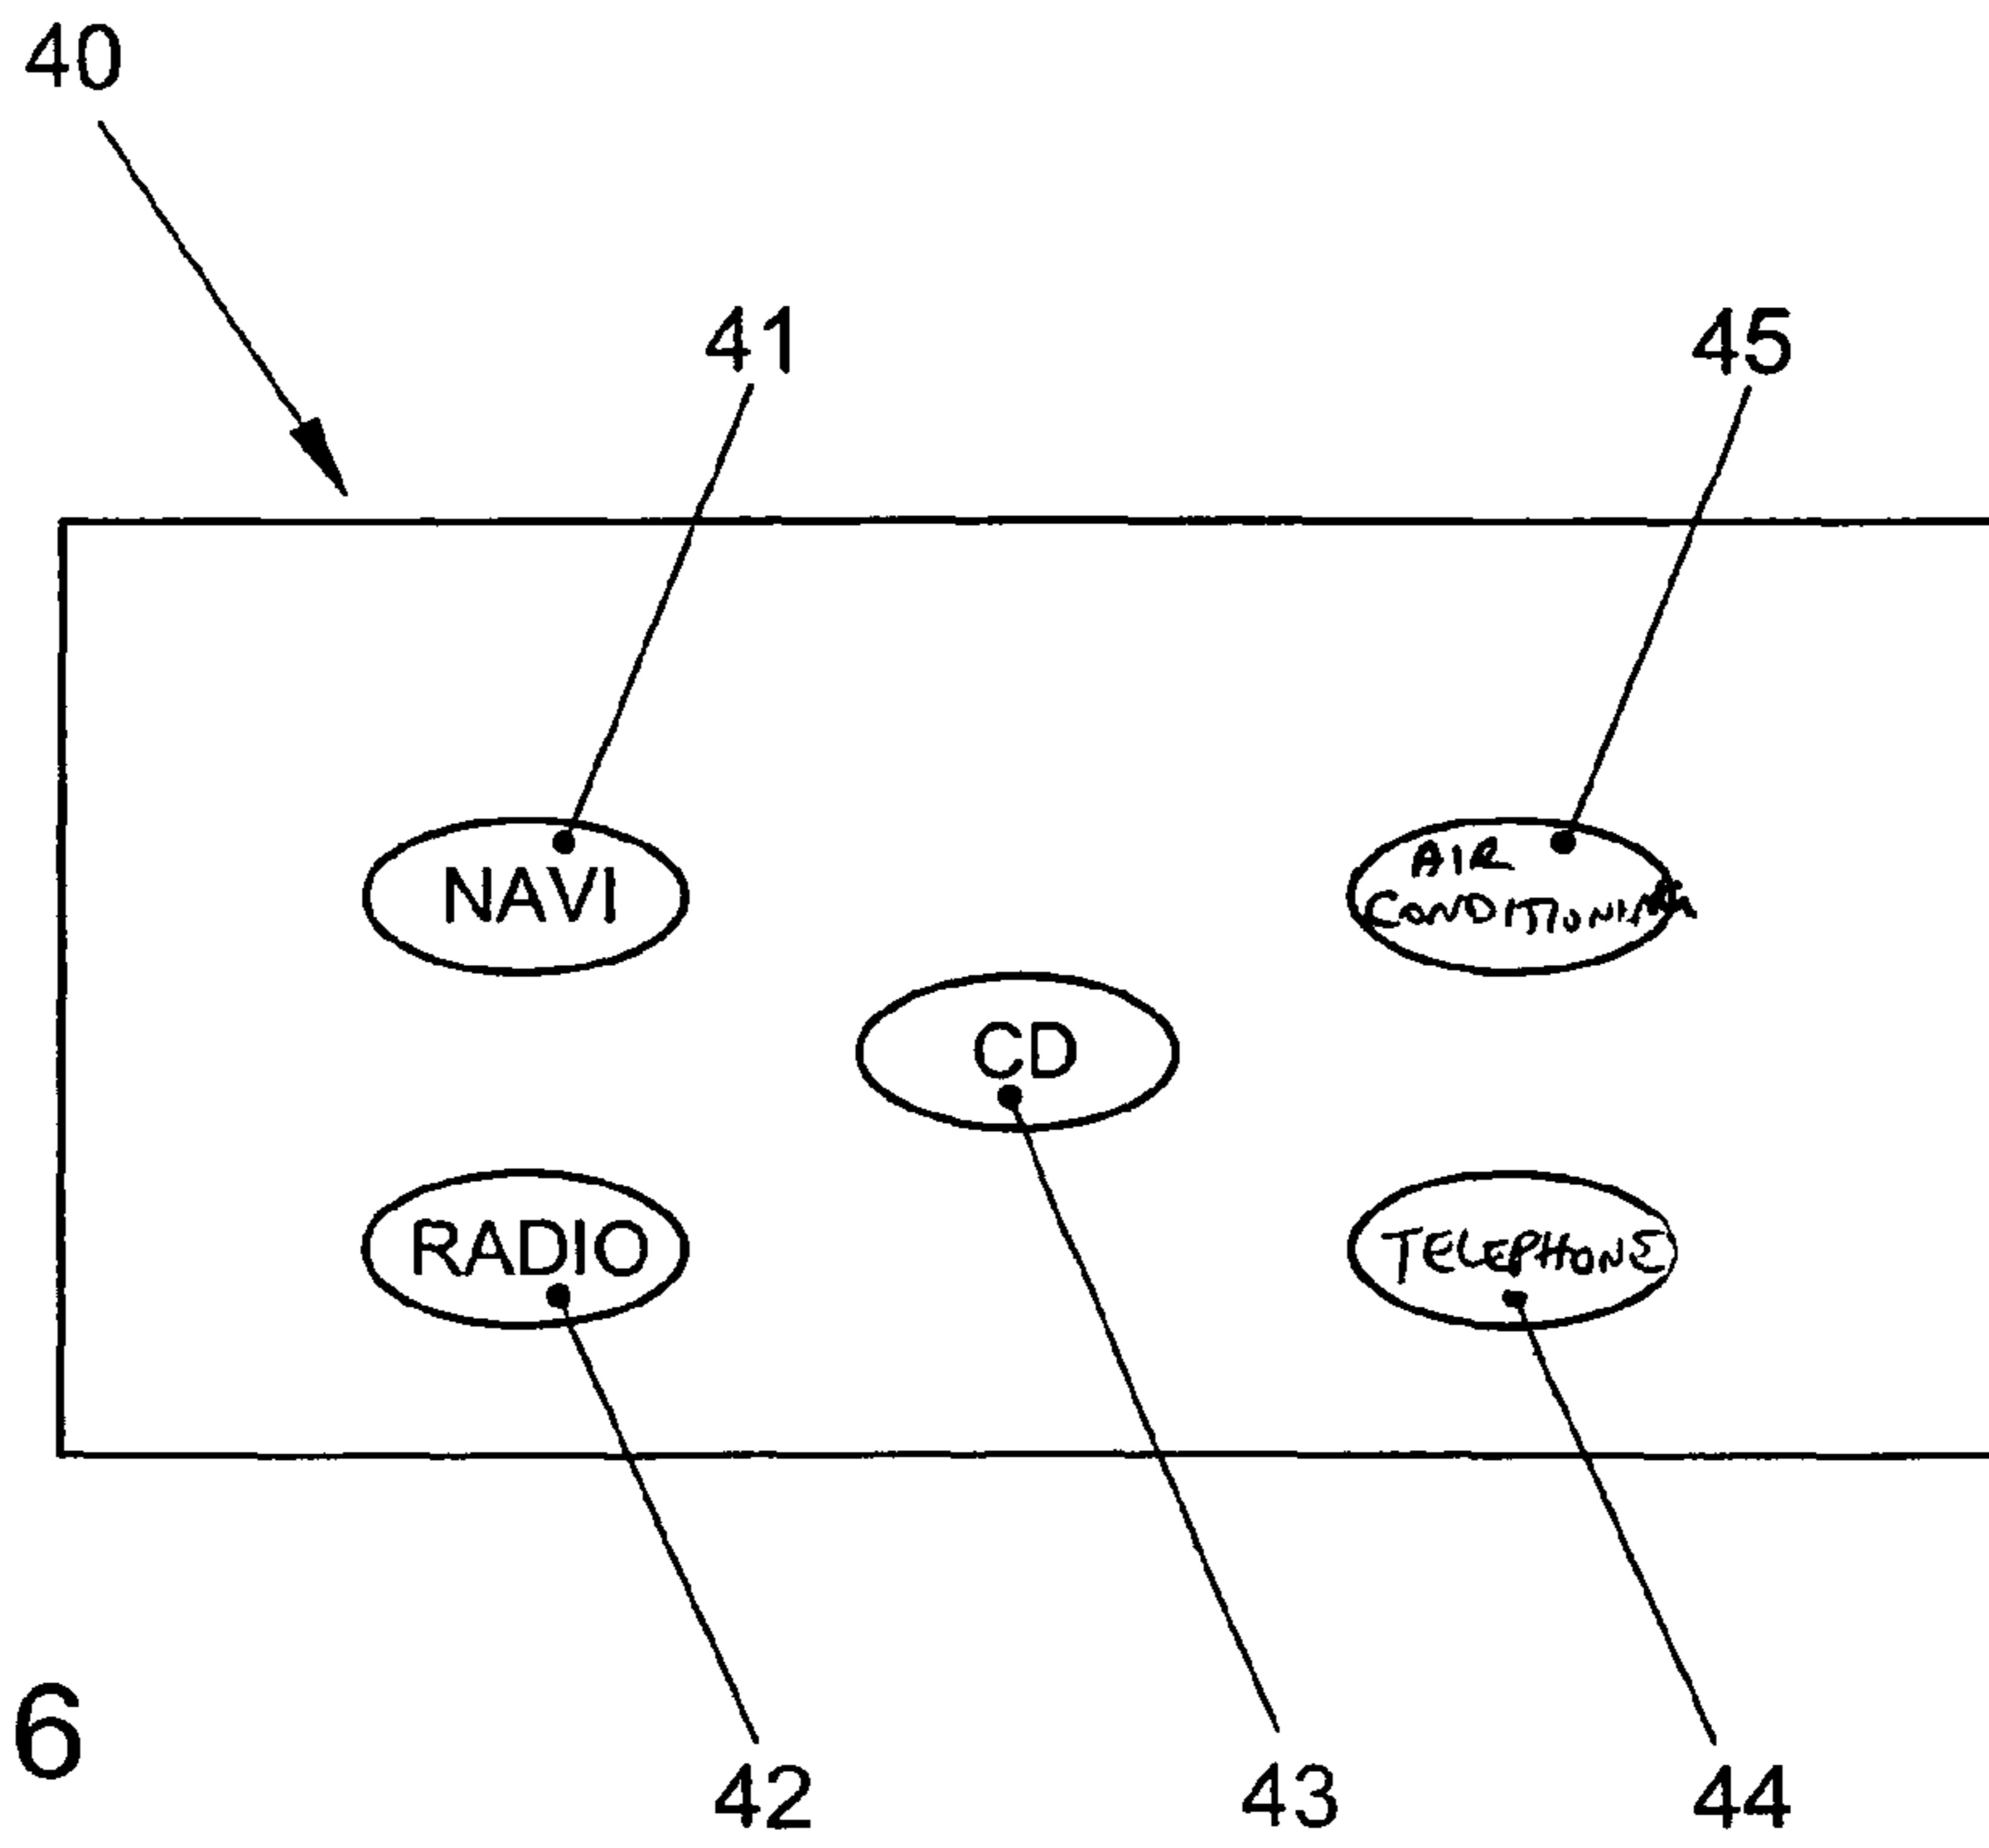 40
41
45
NAVI
AIR
CONDITIONING
CD
RADIO
TELEPHONE
6
42
43
44